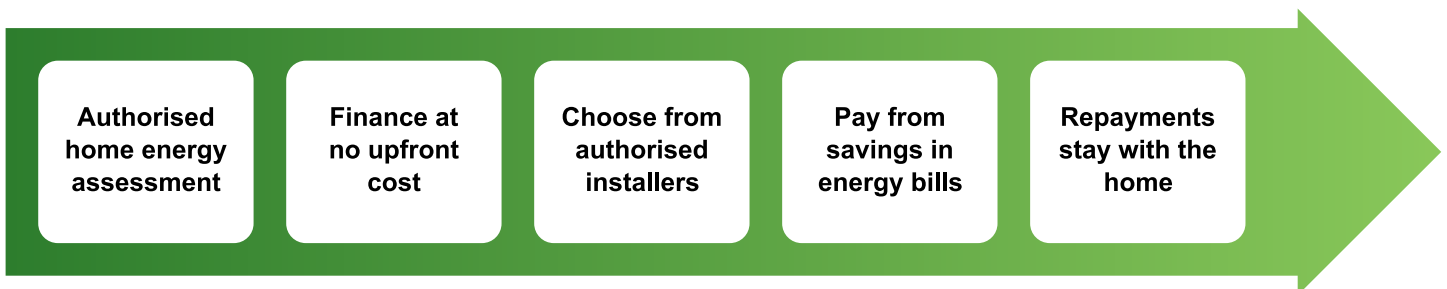 Authorised
home energy
assessment
Finance at
no upfront
cost
Choose from
authorised
installers
Pay from
savings in
energy bills
Repayments
stay with the
home